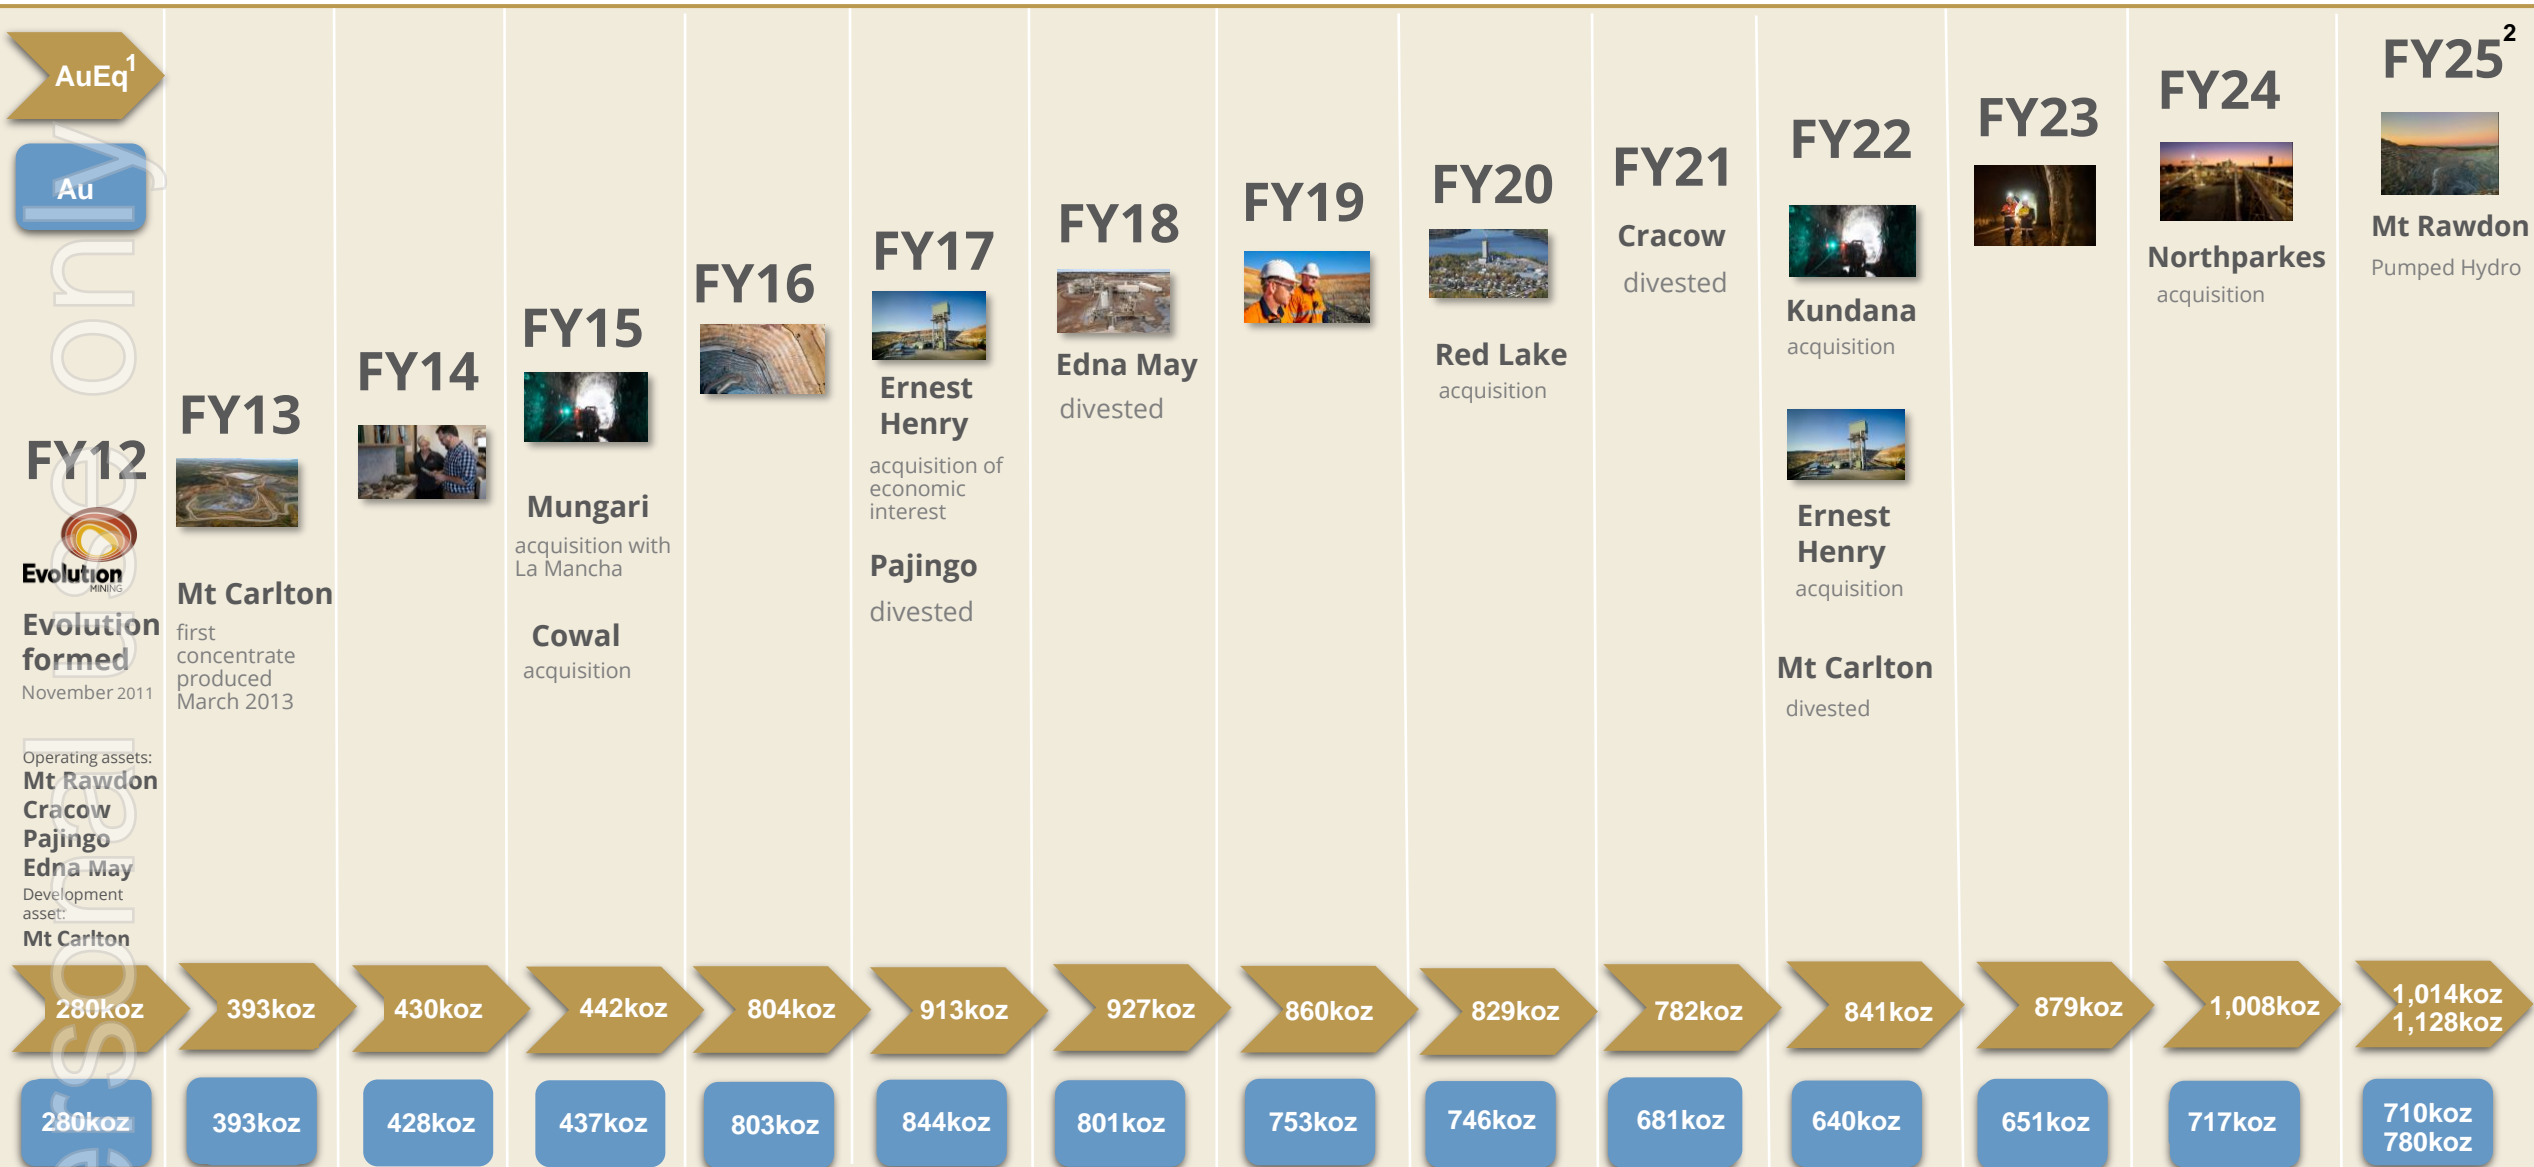 AuEq1
Au
FY12
Evolution
MINING
Evolution
formed
November 2011
Operating assets:
Mt Rawdon
Cracow
Pajingo
Edna May
Development
asset:
Mt Carlton
FY13
Mt Carlton
first
concentrate
produced
March 2013
FY14
FY15
Mungari
acquisition with
La Mancha
Cowal
acquisition
FY16
FY17
Ernest
Henry
acquisition of
economic
interest
Pajingo
divested
FY18
Edna May
divested
FY19
FY20
Red Lake
acquisition
FY21
Cracow
divested
FY22
Kundana
acquisition
Ernest
Henry
acquisition
Mt Carlton
divested
FY23
FY24
Northparkes
acquisition
FY252
Mt Rawdon
Pumped Hydro
280koz
393koz
430koz
442koz
804koz
913koz
927koz
860koz
829koz
782koz
841koz
879koz
1,008koz
1,014koz
1,128koz
280koz
393koz
428koz
437koz
803koz
844koz
801koz
753koz
746koz
681koz
640koz
651koz
717koz
710koz
780koz
ersonal use only